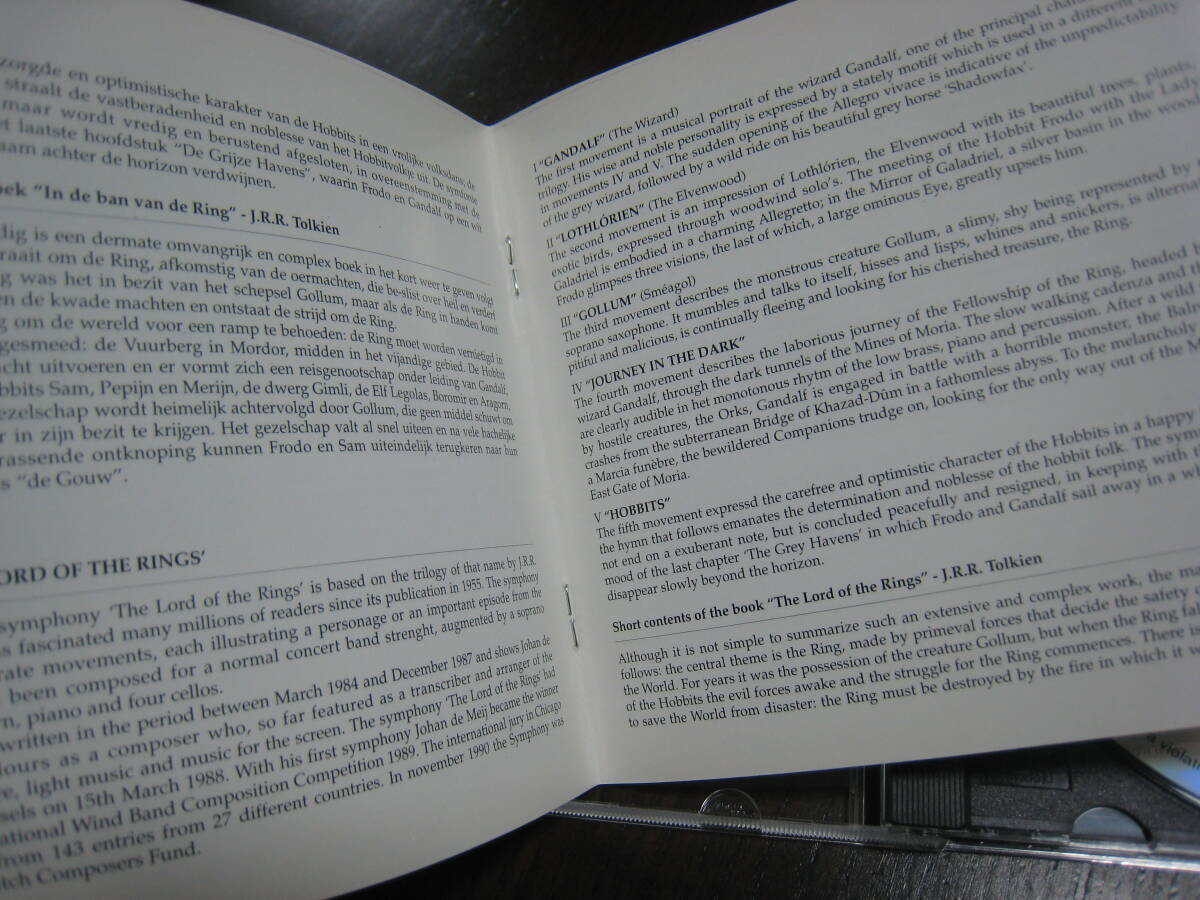 zorgde en optimistische karakter van de Hobbits in een vrolijke volksdans, de
straalt de vastberadenheid en noblesse van het Hobbitvolkje uit. De symfonie
maar wordt vredig en berustend afgesloten, in overeenstemming met de
laatste hoofdstuk "De Grijze Havens", waarin Frodo en Gandalf op een wit
aam achter de horizon verdwijnen.
"In de ban van de Ring" - J.R.R. Tolkien
dig is een dermate omvangrijk en complex boek in het kort weer te geven volgt
raait om de Ring, afkomstig van de oermachten, die be-slist over heil en verderf
g was het in bezit van het schepsel Gollum, maar als de Ring in handen komt
en de kwade machten en ontstaat de strijd om de Ring.
g om de wereld voor een ramp te behoeden: de Ring moet worden vernietigd in
gesmeed: de Vuurberg in Mordor, midden in het vijandige gebied. De Hobbit
icht uitvoeren en er vormt zich een reisgenootschap onder leiding van Gandalf,
bbits Sam, Pepijn en Merijn, de dwerg Gimli, de Elf Legolas, Boromir en Aragorn,
ezelschap wordt heimelijk achtervolgd door Gollum, die geen middel schuwt om
r in zijn bezit te krijgen. Het gezelschap valt al snel uiteen en na vele hachelijke
rassende ontknoping kunnen Frodo en Sam uiteindelijk terugkeren naar hun
s "de Gouw".
ORD OF THE RINGS'
symphony 'The Lord of the Rings' is based on the trilogy of that name by J.R.R.
s fascinated many millions of readers since its publication in 1955. The symphony
rate movements, each illustrating a personage or an important episode from the
been composed for a normal concert band strenght, augmented by a soprano
n, piano and four cellos.
written in the period between March 1984 and December 1987 and shows Johan de
lours as a composer who, so far featured as a transcriber and arranger of the
re, light music and music for the screen. The symphony 'The Lord of the Rings' had
sels on 15th March 1988. With his first symphony Johan de Meij became the winner
national Wind Band Composition Competition 1989. The international jury in Chicago
from 143 entries from 27 different countries. In november 1990 the Symphony was
tch Composers Fund.
I "GANDALF" (The Wizard)
The first movement is a musical portrait of the wizard Gandalf, one of the principal chara
trilogy. His wise and noble personality is expressed by a stately motiff which is used in a different
in movements IV and V. The sudden opening of the Allegro vivace is indicative of the unpredictability
of the grey wizard, followed by a wild ride on his beautiful grey horse 'Shadowfax'.
II "LOTHLÓRIEN" (The Elvenwood)
The second movement is an impression of Lothlórien, the Elvenwood with its beautiful trees, plants,
exotic birds, expressed through woodwind solo's. The meeting of the Hobbit Frodo with the Lady
Galadriel is embodied in a charming Allegretto; in the Mirror of Galadriel, a silver basin in the wood
Frodo glimpses three visions, the last of which, a large ominous Eye, greatly upsets him.
III "GOLLUM" (Sméagol)
The third movement describes the monstrous creature Gollum, a slimy, shy being represented by
soprano saxophone. It mumbles and talks to itself, hisses and lisps, whines and snickers, is alterna
pitiful and malicious, is continually fleeing and looking for his cherished treasure, the Ring.
IV "JOURNEY IN THE DARK"
The fourth movement describes the laborious journey of the Fellowship of the Ring, headed
wizard Gandalf, through the dark tunnels of the Mines of Moria. The slow walking cadenza and
are clearly audible in het monotonous rhytm of the low brass, piano and percussion. After a wild
by hostile creatures, the Orks, Gandalf is engaged in battle with a horrible monster, the Bal
crashes from the subterranean Bridge of Khazad-Dûm in a fathomless abyss. To the melancholy
a Marcia funèbre, the bewildered Companions trudge on, looking for the only way out of the M
East Gate of Moria.
V "HOBBITS"
The fifth movement expressd the carefree and optimistic character of the Hobbits in a happy
the hymn that follows emanates the determination and noblesse of the hobbit folk. The sym
not end on a exuberant note, but is concluded peacefully and resigned, in keeping with
mood of the last chapter 'The Grey Havens' in which Frodo and Gandalf sail away in a w
disappear slowly beyond the horizon.
Short contents of the book "The Lord of the Rings" - J.R.R. Tolkien
Although it is not simple to summarize such an extensive and complex work, the ma
follows: the central theme is the Ring, made by primeval forces that decide the safety
the World. For years it was the possession of the creature Gollum, but when the Ring fa
of the Hobbits the evil forces awake and the struggle for the Ring commences. There
to save the World from disaster: the Ring must be destroyed by the fire in which it w
a violat